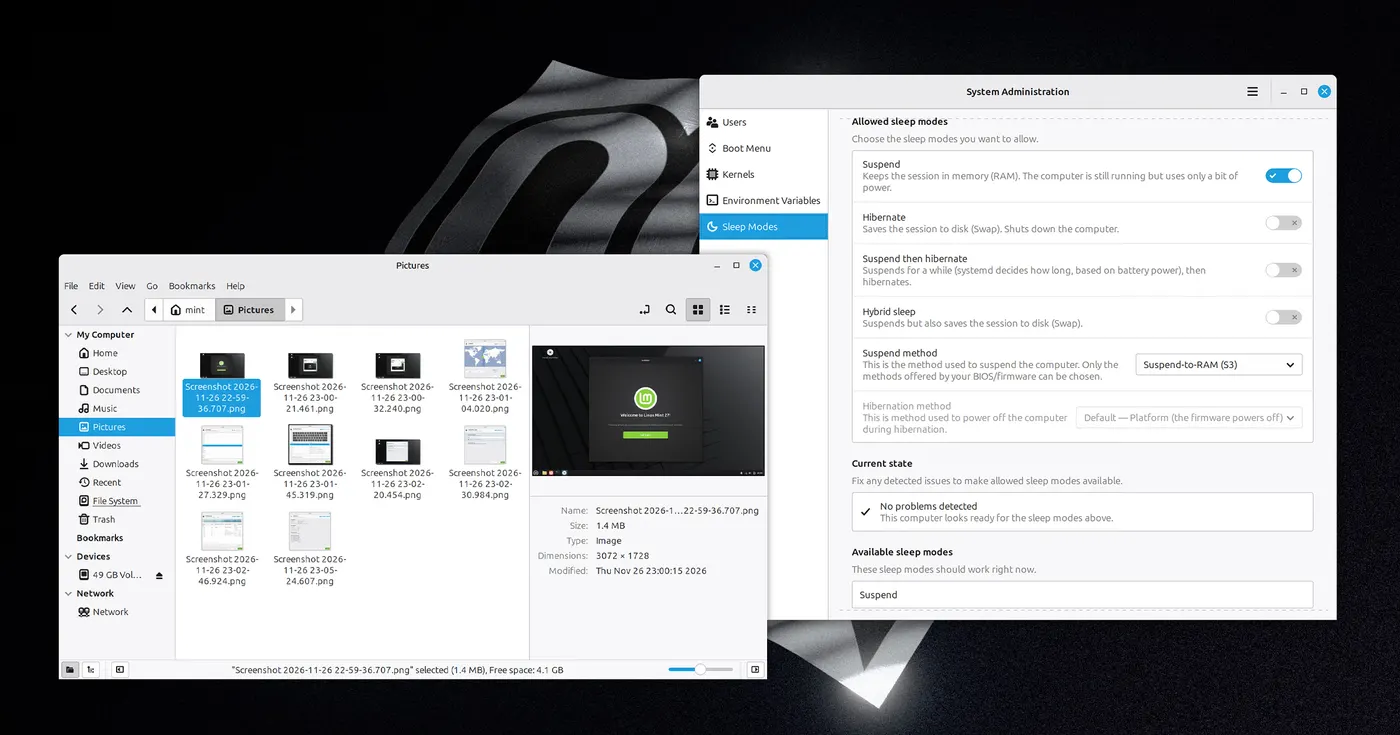 System Administration
Users
Boot Menu
Kernels
Environment Variables
Sleep Modes
Allowed sleep modes
Choose the sleep modes you want to allow.
Suspend
Keeps the session in memory (RAM). The computer is still running but uses only a bit of
power.
Hibernate
Saves the session to disk (Swap). Shuts down the computer.
Suspend then hibernate
Suspends for a while (systemd decides how long, based on battery power), then
hibernates.
Hybrid sleep
Suspends but also saves the session to disk (Swap).
Suspend method
This is the method used to suspend the computer. Only the
methods offered by your BIOS/firmware can be chosen.
Suspend-to-RAM (S3)
Hibernation method
This is method used to power off the computer
during hibernation.
Default — Platform (the firmware powers off)
Current state
Fix any detected issues to make allowed sleep modes available.
No problems detected
This computer looks ready for the sleep modes above.
Available sleep modes
These sleep modes should work right now.
Suspend
Pictures
File Edit View Go Bookmarks Help
mint Pictures
My Computer
Home
Desktop
Documents
Music
Pictures
Videos
Downloads
Recent
File System
Trash
Bookmarks
Devices
49 GB Vol...
Network
Network
Screenshot 2026-
11-26 22-59-
36.707.png
Screenshot 2026-
11-26 23-00-
21.461.png
Screenshot 2026-
11-26 23-00-
32.240.png
Screenshot 2026-
11-26 23-01-
04.020.png
Screenshot 2026-
11-26 23-01-
27.329.png
Screenshot 2026-
11-26 23-01-
45.319.png
Screenshot 2026-
11-26 23-02-
20.454.png
Screenshot 2026-
11-26 23-02-
30.984.png
Screenshot 2026-
11-26 23-02-
46.924.png
Screenshot 2026-
11-26 23-05-
24.607.png
Welcome to Linux Mint 27!
Name: Screenshot 2026-1...22-59-36.707.png
Size: 1.4 MB
Type: Image
Dimensions: 3072 × 1728
Modified: Thu Nov 26 23:00:15 2026
"Screenshot 2026-11-26 22-59-36.707.png" selected (1.4 MB), Free space: 4.1 GB